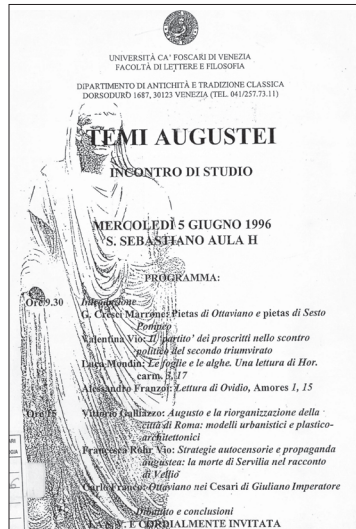 UNIVERSITÀ CA' FOSCARI DI VENEZIA
FACOLTÀ DI LETTERE E FILOSOFIA
DIPARTIMENTO DI ANTICHITÀ E TRADIZIONE CLASSICA
DORSODURO 1687, 30123 VENEZIA (TEL. 041/257.73.11)
TEMI AUGUSTEI
INCONTRO DI STUDIO
MERCOLEDÌ 5 GIUGNO 1996
S. SEBASTIANO AULA H
PROGRAMMA:
Ore 9.30 Introduzione
G. Cresci Marrone: Pietas di Ottaviano e pietas di Sesto
Pompeo
Valentina Vio: Il 'partito' dei proscritti nello scontro
politico del secondo triumvirato
Luca Mondin: Le foglie e le alghe. Una lettura di Hor.
carm. 3, 17
Alessandro Franzoi: Lettura di Ovidio, Amores 1, 15
Ore 15 Vittorio Galliazzo: Augusto e la riorganizzazione della
città di Roma: modelli urbanistici e plastico-
architettonici
Francesca Rohr Vio: Strategie autocensorie e propaganda
augustea: la morte di Servilia nel racconto
di Velleio
Carlo Franco: Ottaviano nei Cesari di Giuliano Imperatore
Dibattito e conclusioni
LA S.V. È CORDIALMENTE INVITATA